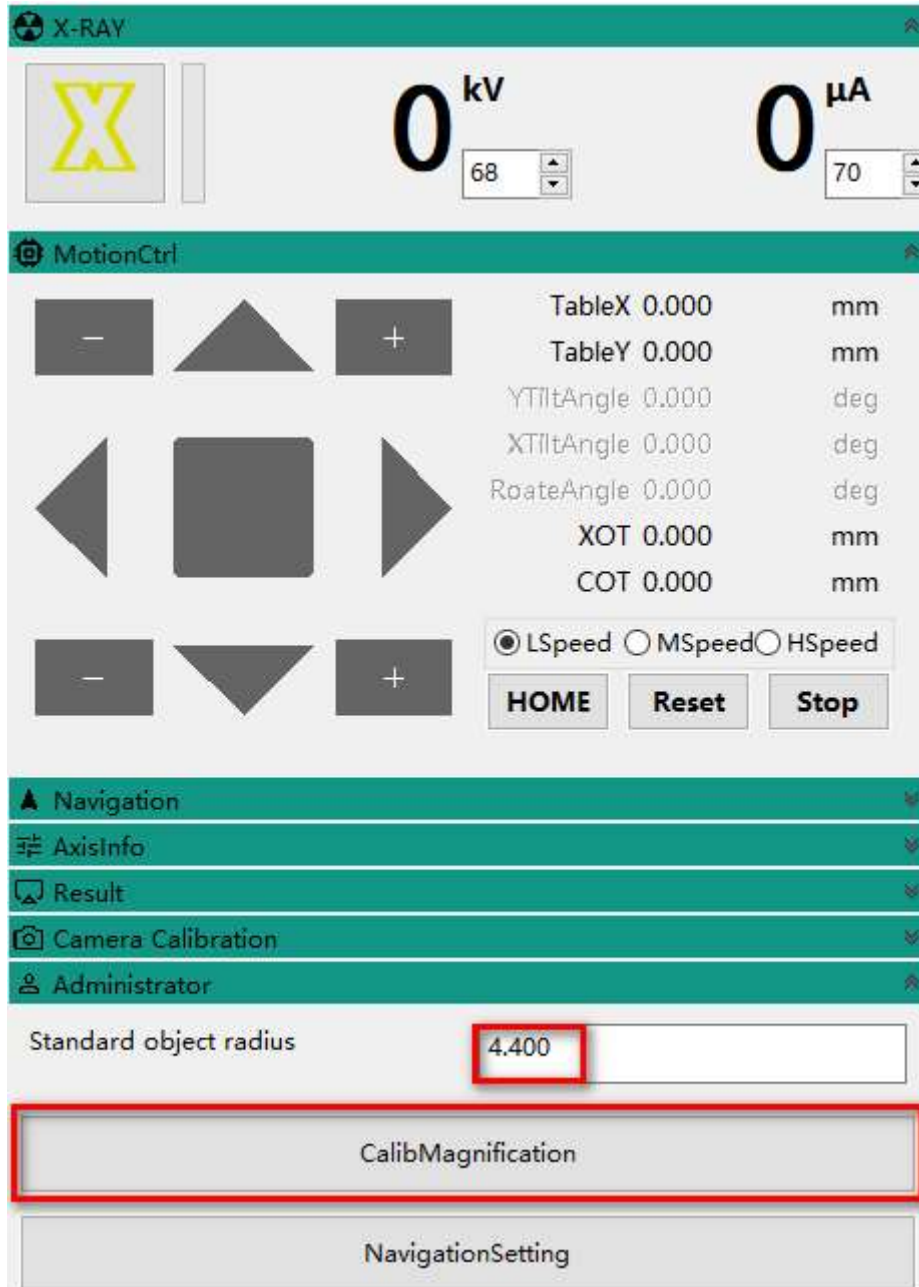 X-RAY
X
0 kV
68
0 µA
70
MotionCtrl
− +
TableX 0.000 mm
TableY 0.000 mm
YTiltAngle 0.000 deg
XTiltAngle 0.000 deg
RoateAngle 0.000 deg
XOT 0.000 mm
COT 0.000 mm
LSpeed MSpeed HSpeed
− +
HOME Reset Stop
Navigation
AxisInfo
Result
Camera Calibration
Administrator
Standard object radius 4.400
CalibMagnification
NavigationSetting